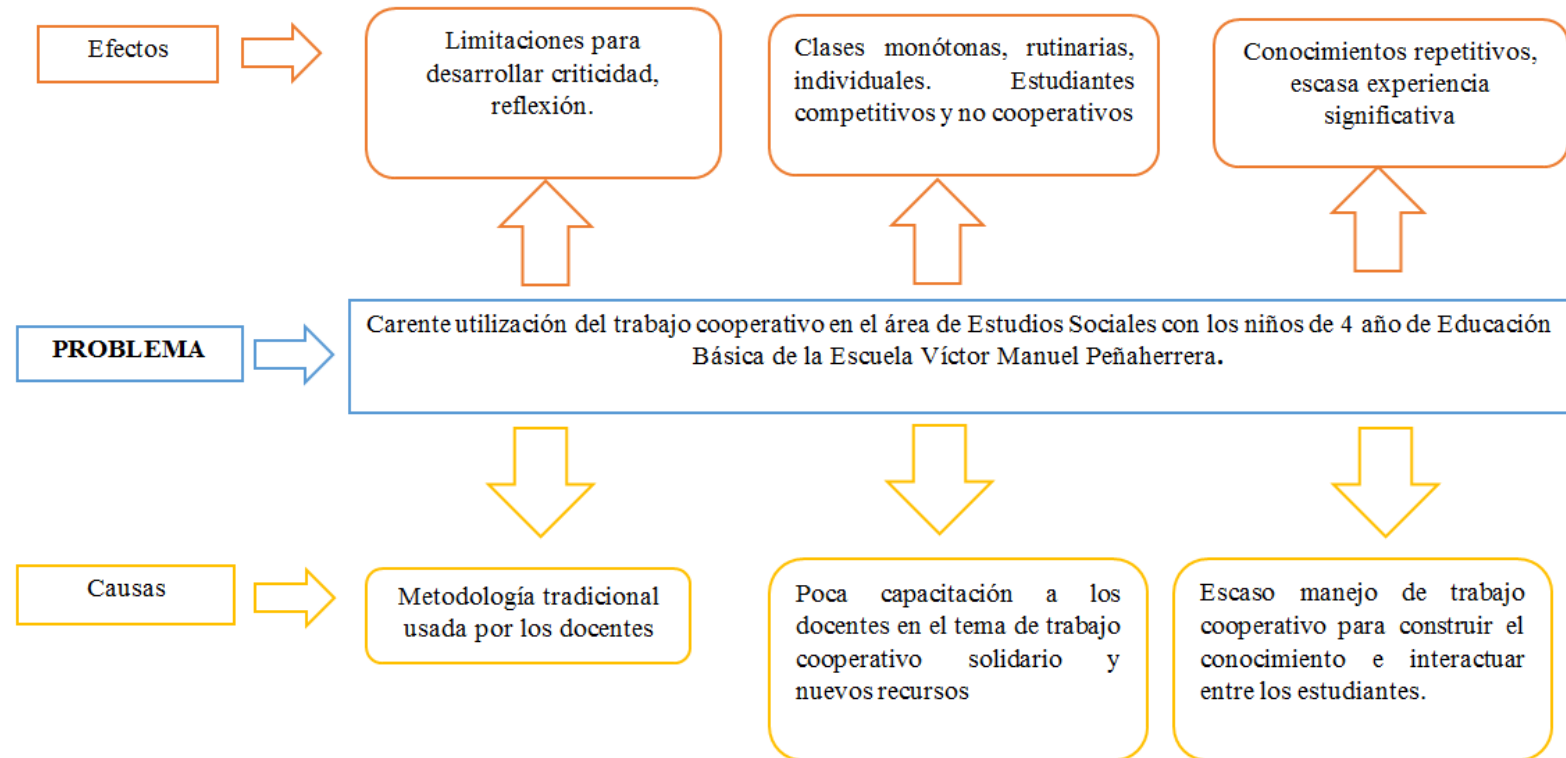 Efectos
Limitaciones para
desarrollar criticidad,
reflexión.
Clases monótonas, rutinarias,
individuales. Estudiantes
competitivos y no cooperativos
Conocimientos repetitivos,
escasa experiencia
significativa
PROBLEMA
Carente utilización del trabajo cooperativo en el área de Estudios Sociales con los niños de 4 año de Educación
Básica de la Escuela Víctor Manuel Peñaherrera.
Causas
Metodología tradicional
usada por los docentes
Poca capacitación a los
docentes en el tema de trabajo
cooperativo solidario y
nuevos recursos
Escaso manejo de trabajo
cooperativo para construir el
conocimiento e interactuar
entre los estudiantes.